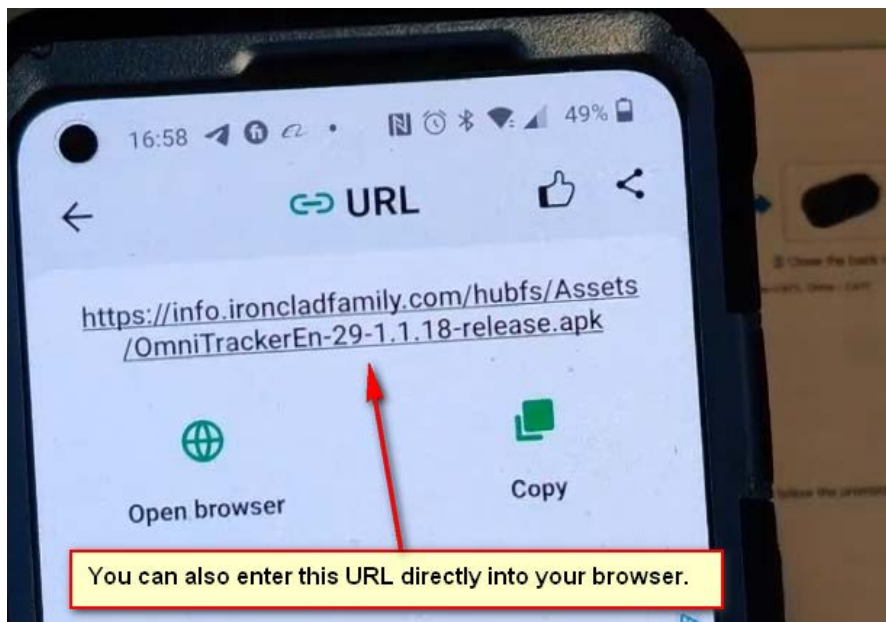 16:58
49%
URL
https://info.ironcladfamily.com/hubfs/Assets
/OmniTrackerEn-29-1.1.18-release.apk
Open browser
Copy
You can also enter this URL directly into your browser.